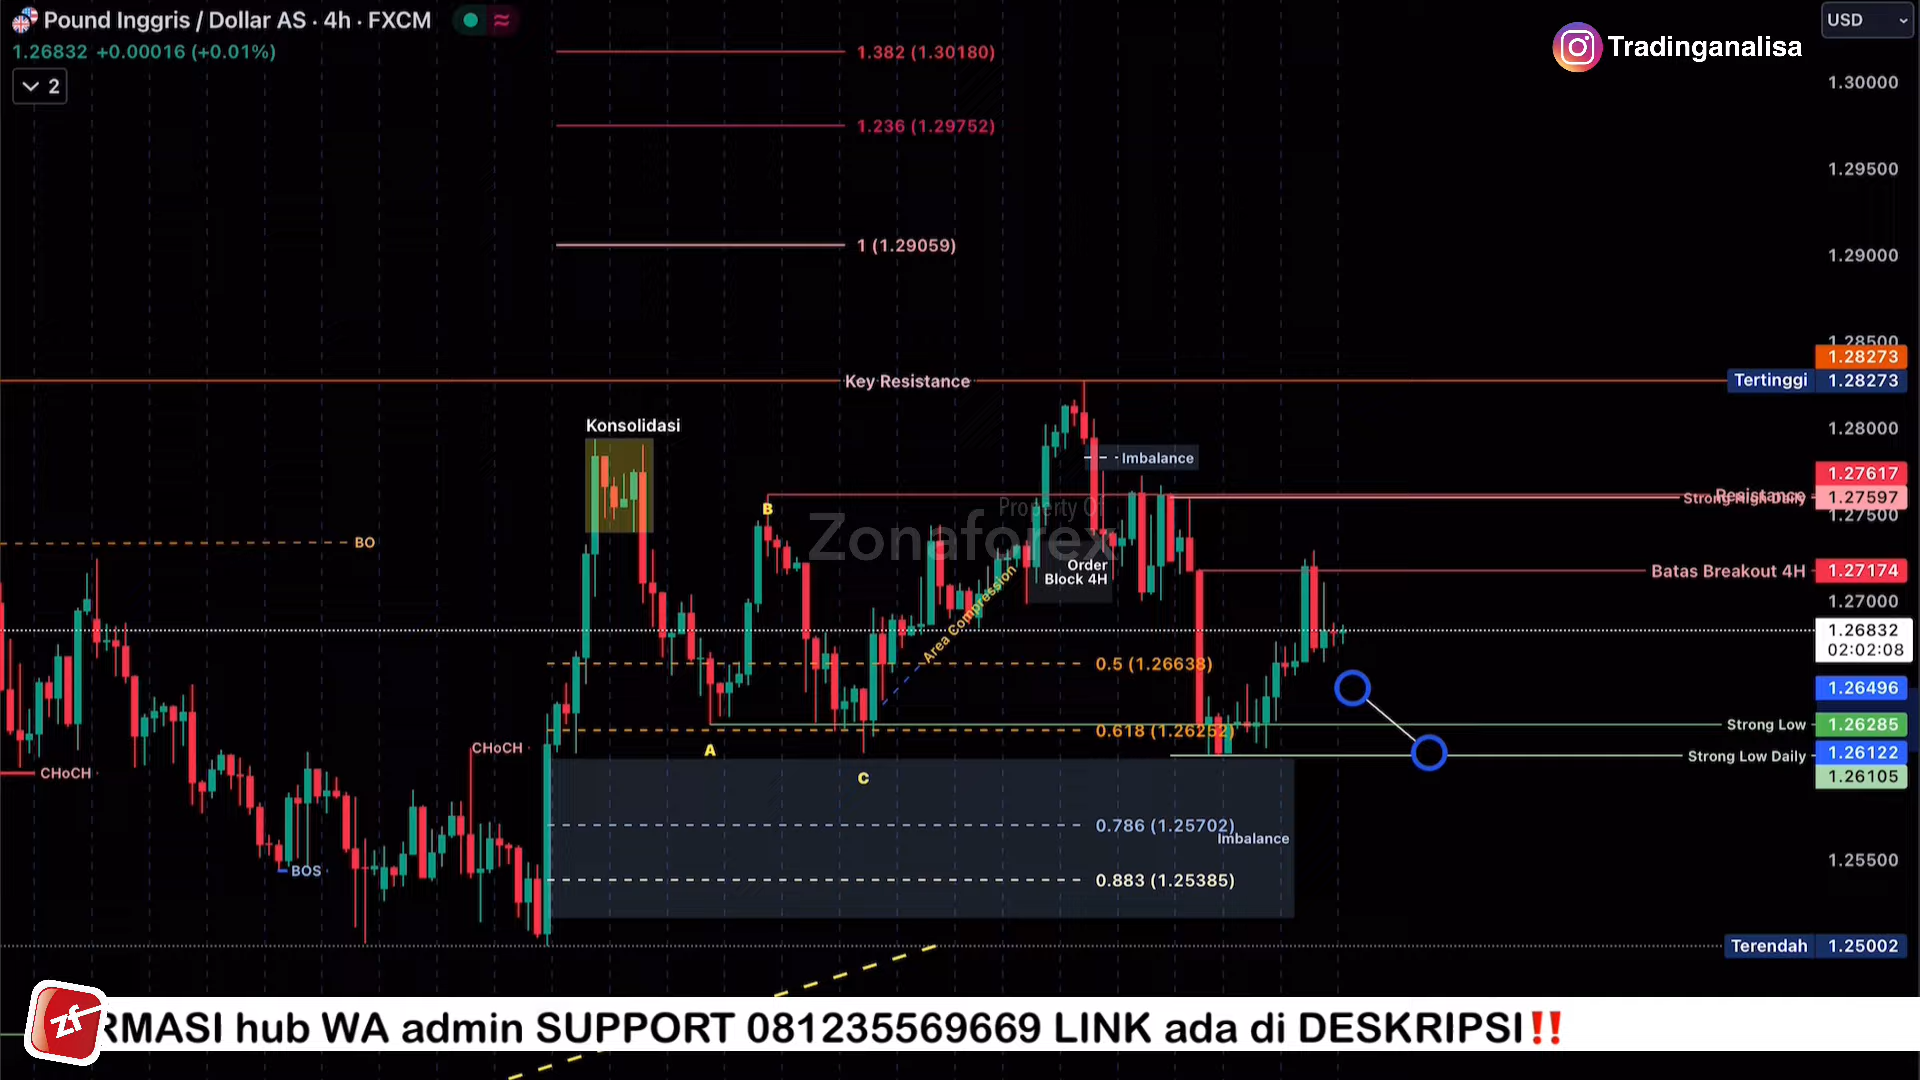 Pound Inggris / Dollar AS · 4h · FXCM
1.26832 +0.00016 (+0.01%)
2
USD
Tradinganalisa
1.382 (1.30180)
1.236 (1.29752)
1 (1.29059)
1.30000
1.29500
1.29000
1.28500
1.28273
Key Resistance
Tertinggi 1.28273
Konsolidasi
1.28000
Imbalance
1.27617
Resistance
Strong High Daily
1.27597
1.27500
B
Property Of
Zonaforex
BO
Order
Block 4H
Area Compression
Batas Breakout 4H 1.27174
1.27000
1.26832
02:02:08
0.5 (1.26638)
1.26496
Strong Low 1.26285
0.618 (1.26252)
A
CHoCH
Strong Low Daily 1.26122
1.26105
CHoCH
C
0.786 (1.25702)
Imbalance
1.25500
BOS
0.883 (1.25385)
Terendah 1.25002
zf
RMASI hub WA admin SUPPORT 081235569669 LINK ada di DESKRIPSI‼️